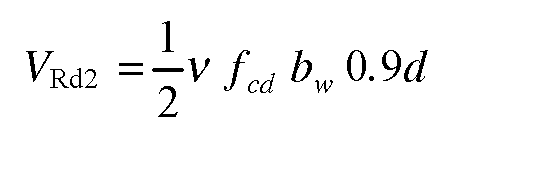 V_Rd2 = 1/2 ν f_cd b_w 0.9d